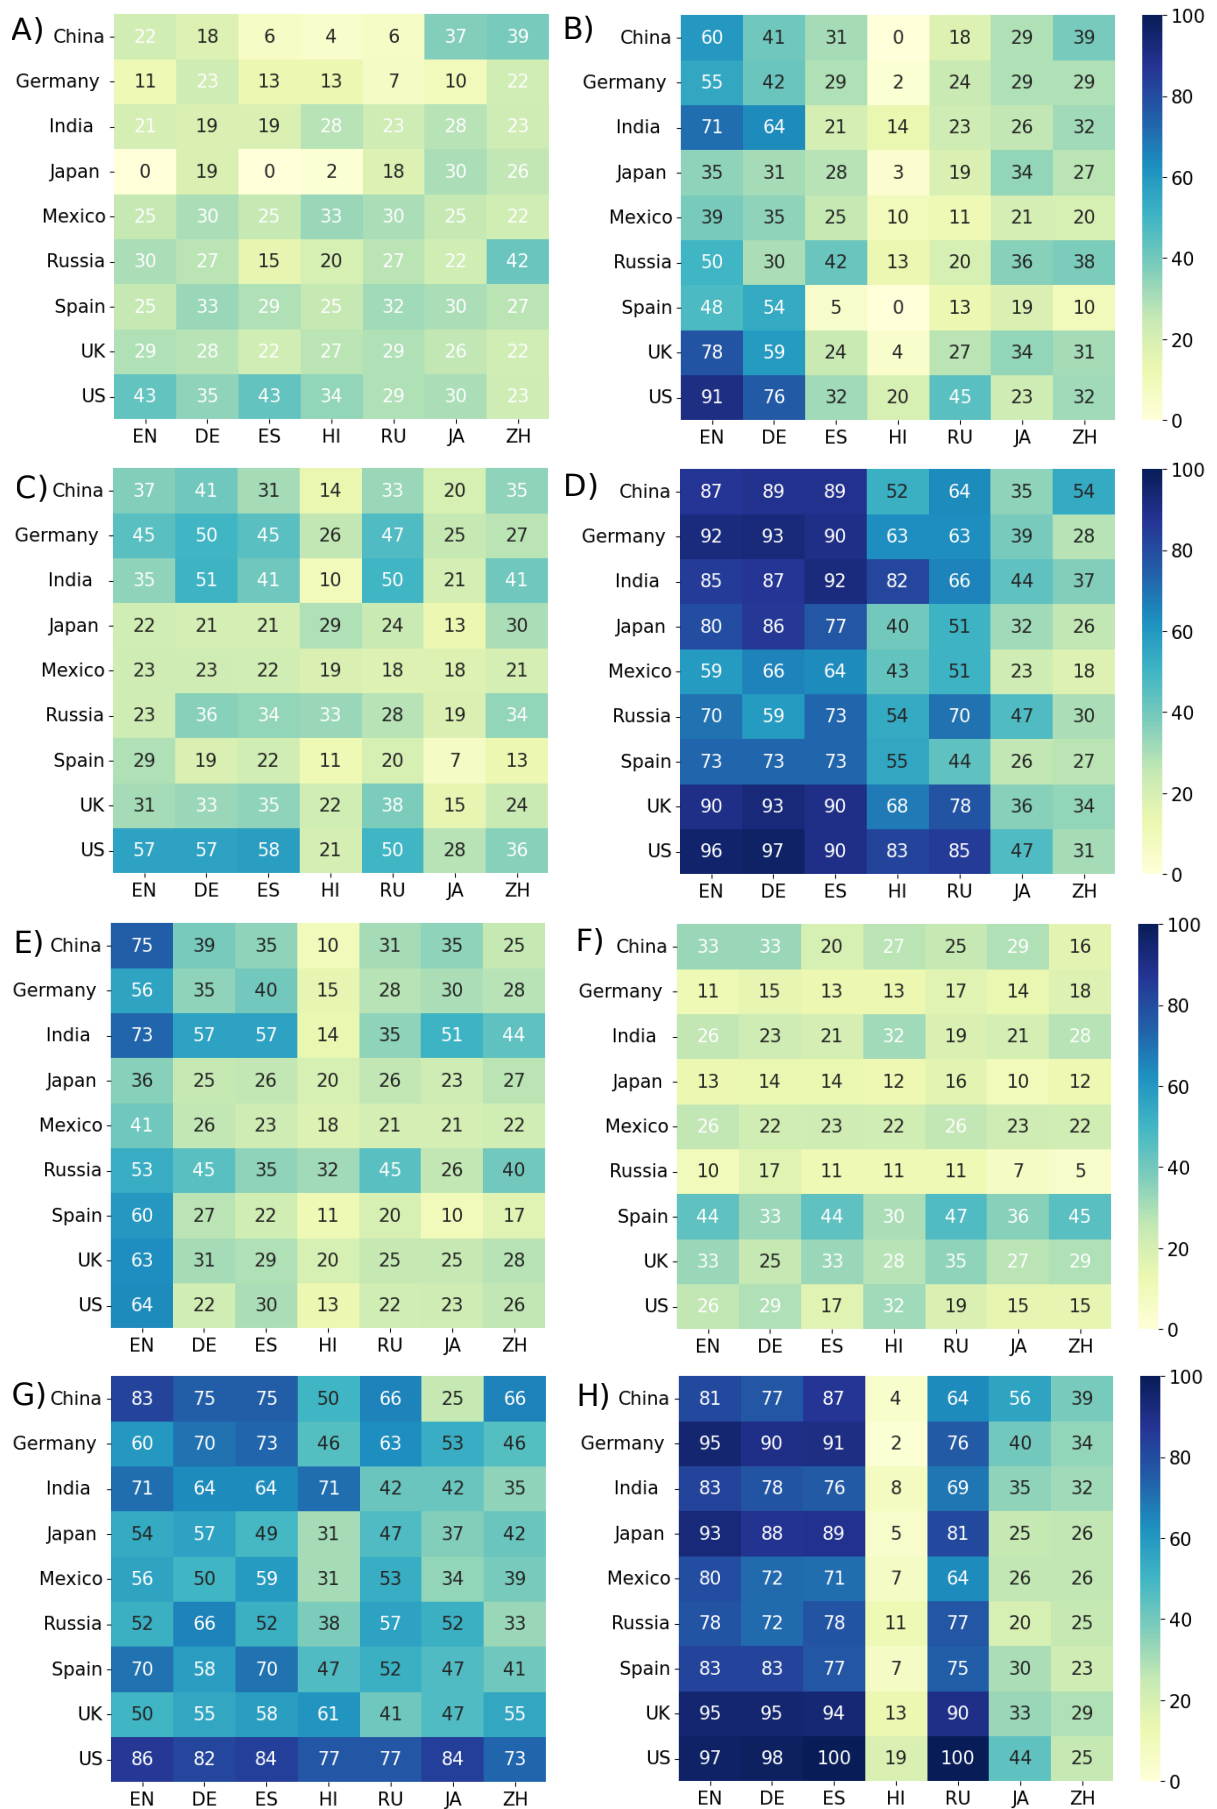 A) China 22 18 6 4 6 37 39
Germany 11 23 13 13 7 10 22
India 21 19 19 28 23 28 23
Japan 0 19 0 2 18 30 26
Mexico 25 30 25 33 30 25 22
Russia 30 27 15 20 27 22 42
Spain 25 33 29 25 32 30 27
UK 29 28 22 27 29 26 22
US 43 35 43 34 29 30 23
EN DE ES HI RU JA ZH
B) China 60 41 31 0 18 29 39
Germany 55 42 29 2 24 29 29
India 71 64 21 14 23 26 32
Japan 35 31 28 3 19 34 27
Mexico 39 35 25 10 11 21 20
Russia 50 30 42 13 20 36 38
Spain 48 54 5 0 13 19 10
UK 78 59 24 4 27 34 31
US 91 76 32 20 45 23 32
EN DE ES HI RU JA ZH
100
80
60
40
20
0
C) China 37 41 31 14 33 20 35
Germany 45 50 45 26 47 25 27
India 35 51 41 10 50 21 41
Japan 22 21 21 29 24 13 30
Mexico 23 23 22 19 18 18 21
Russia 23 36 34 33 28 19 34
Spain 29 19 22 11 20 7 13
UK 31 33 35 22 38 15 24
US 57 57 58 21 50 28 36
EN DE ES HI RU JA ZH
D) China 87 89 89 52 64 35 54
Germany 92 93 90 63 63 39 28
India 85 87 92 82 66 44 37
Japan 80 86 77 40 51 32 26
Mexico 59 66 64 43 51 23 18
Russia 70 59 73 54 70 47 30
Spain 73 73 73 55 44 26 27
UK 90 93 90 68 78 36 34
US 96 97 90 83 85 47 31
EN DE ES HI RU JA ZH
100
80
60
40
20
0
E) China 75 39 35 10 31 35 25
Germany 56 35 40 15 28 30 28
India 73 57 57 14 35 51 44
Japan 36 25 26 20 26 23 27
Mexico 41 26 23 18 21 21 22
Russia 53 45 35 32 45 26 40
Spain 60 27 22 11 20 10 17
UK 63 31 29 20 25 25 28
US 64 22 30 13 22 23 26
EN DE ES HI RU JA ZH
F) China 33 33 20 27 25 29 16
Germany 11 15 13 13 17 14 18
India 26 23 21 32 19 21 28
Japan 13 14 14 12 16 10 12
Mexico 26 22 23 22 26 23 22
Russia 10 17 11 11 11 7 5
Spain 44 33 44 30 47 36 45
UK 33 25 33 28 35 27 29
US 26 29 17 32 19 15 15
EN DE ES HI RU JA ZH
100
80
60
40
20
0
G) China 83 75 75 50 66 25 66
Germany 60 70 73 46 63 53 46
India 71 64 64 71 42 42 35
Japan 54 57 49 31 47 37 42
Mexico 56 50 59 31 53 34 39
Russia 52 66 52 38 57 52 33
Spain 70 58 70 47 52 47 41
UK 50 55 58 61 41 47 55
US 86 82 84 77 77 84 73
EN DE ES HI RU JA ZH
H) China 81 77 87 4 64 56 39
Germany 95 90 91 2 76 40 34
India 83 78 76 8 69 35 32
Japan 93 88 89 5 81 25 26
Mexico 80 72 71 7 64 26 26
Russia 78 72 78 11 77 20 25
Spain 83 83 77 7 75 30 23
UK 95 95 94 13 90 33 29
US 97 98 100 19 100 44 25
EN DE ES HI RU JA ZH
100
80
60
40
20
0